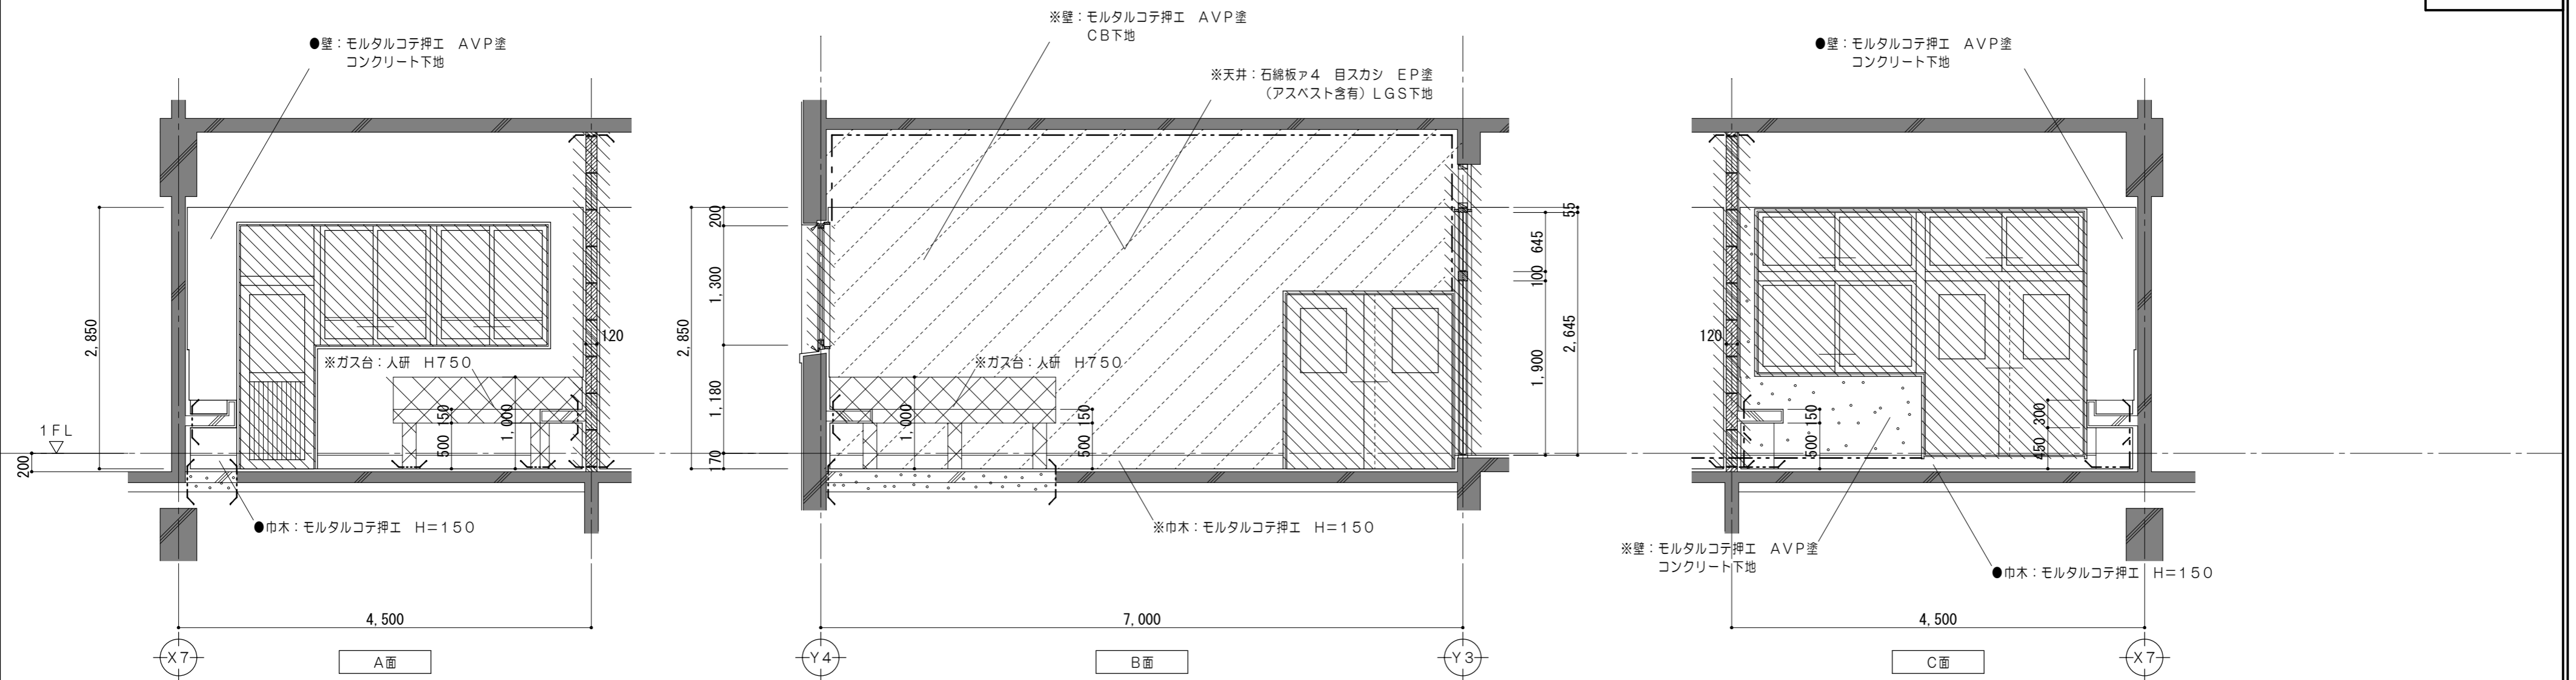 ●壁：モルタルコテ押エ　ＡＶＰ塗
コンクリート下地
2,850
200
1FL
120
※ガス台：人研　Ｈ750
500
150
1,000
●巾木：モルタルコテ押エ　Ｈ＝150
4,500
X7
A面
※壁：モルタルコテ押エ　ＡＶＰ塗
ＣＢ下地
※天井：石綿板ァ4　目スカシ　ＥＰ塗
（アスベスト含有）ＬＧＳ下地
2,850
200
1,300
1,180
170
※ガス台：人研　Ｈ750
1,000
500
150
55
645
100
1,900
2,645
※巾木：モルタルコテ押エ　Ｈ＝150
7,000
Y4
B面
Y3
●壁：モルタルコテ押エ　ＡＶＰ塗
コンクリート下地
120
500
150
450
300
※壁：モルタルコテ押エ　ＡＶＰ塗
コンクリート下地
●巾木：モルタルコテ押エ　Ｈ＝150
4,500
C面
X7